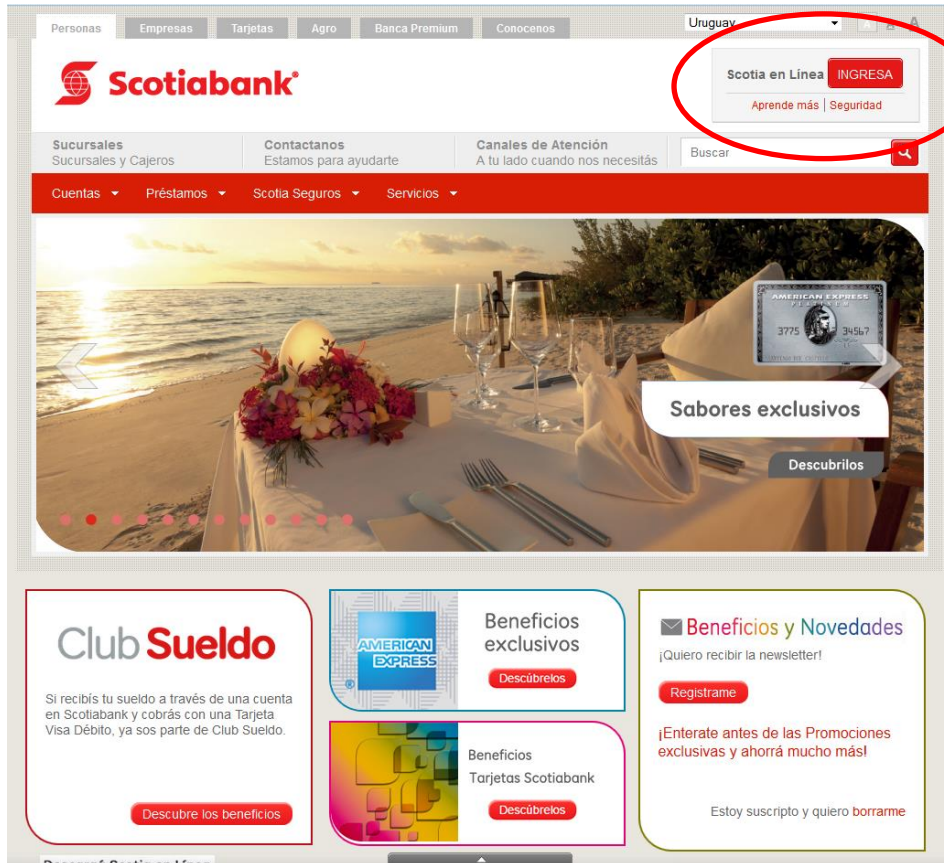 Personas Empresas Tarjetas Agro Banca Premium Conocenos
Uruguay A A A
Scotiabank
Scotia en Línea INGRESA
Aprende más | Seguridad
Sucursales
Sucursales y Cajeros
Contactanos
Estamos para ayudarte
Canales de Atención
A tu lado cuando nos necesitás
Buscar
Cuentas Préstamos Scotia Seguros Servicios
AMERICAN EXPRESS
PLATINUM
3775 34567
Sabores exclusivos
Descubrilos
Club Sueldo
Si recibís tu sueldo a través de una cuenta
en Scotiabank y cobrás con una Tarjeta
Visa Débito, ya sos parte de Club Sueldo.
Descubre los beneficios
AMERICAN
EXPRESS
®
Beneficios
exclusivos
Descúbrelos
Beneficios
Tarjetas Scotiabank
Descúbrelos
Beneficios y Novedades
¡Quiero recibir la newsletter!
Registrame
¡Enterate antes de las Promociones
exclusivas y ahorrá mucho más!
Estoy suscripto y quiero borrarme